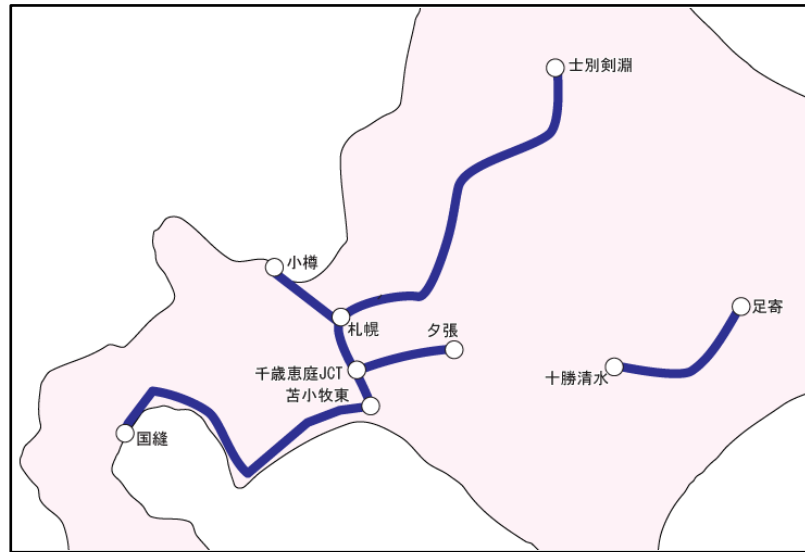 士別剣淵
小樽
札幌
足寄
夕張
千歳恵庭JCT
十勝清水
苫小牧東
国縫